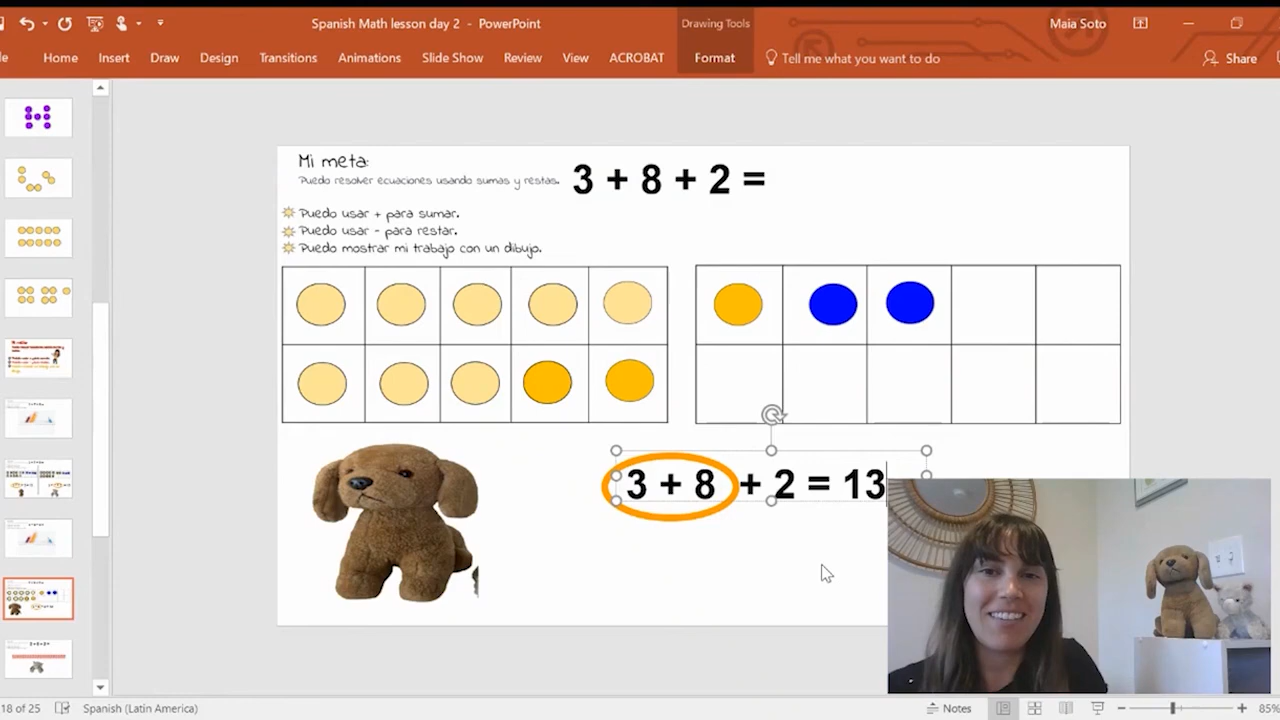 Spanish Math lesson day 2 - PowerPoint
Drawing Tools
Maia Soto
Home Insert Draw Design Transitions Animations Slide Show Review View ACROBAT Format Tell me what you want to do Share
Mi meta:
Puedo resolver ecuaciones usando sumas y restas.
3 + 8 + 2 =
Puedo usar + para sumar.
Puedo usar - para restar.
Puedo mostrar mi trabajo con un dibujo.
3 + 8 + 2 = 13
18 of 25
Spanish (Latin America)
Notes
85%